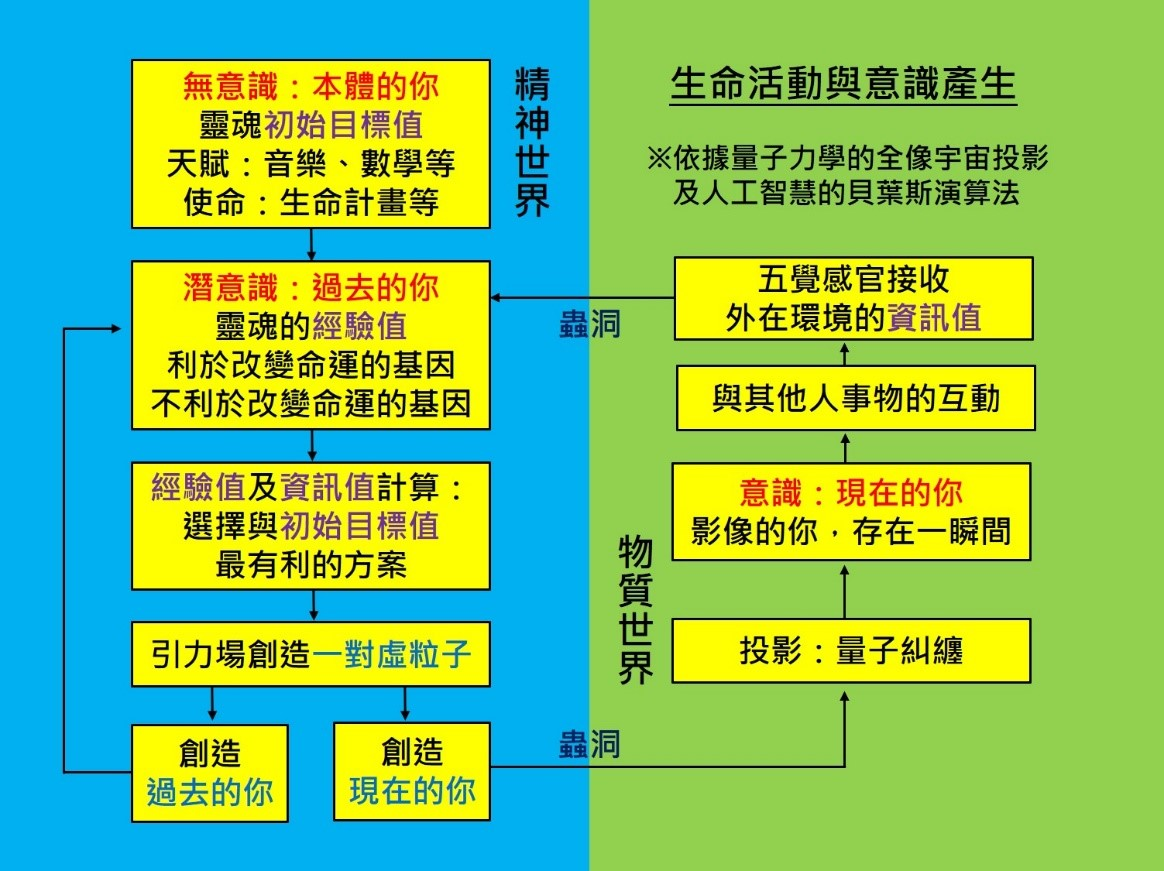 無意識：本體的你
靈魂初始目標值
天賦：音樂、數學等
使命：生命計畫等
精神世界
潛意識：過去的你
靈魂的經驗值
利於改變命運的基因
不利於改變命運的基因
經驗值及資訊值計算：
選擇與初始目標值
最有利的方案
引力場創造一對虛粒子
創造
過去的你
創造
現在的你
生命活動與意識產生
※依據量子力學的全像宇宙投影
及人工智慧的貝葉斯演算法
五覺感官接收
外在環境的資訊值
蟲洞
與其他人事物的互動
意識：現在的你
影像的你，存在一瞬間
物質世界
投影：量子糾纏
蟲洞